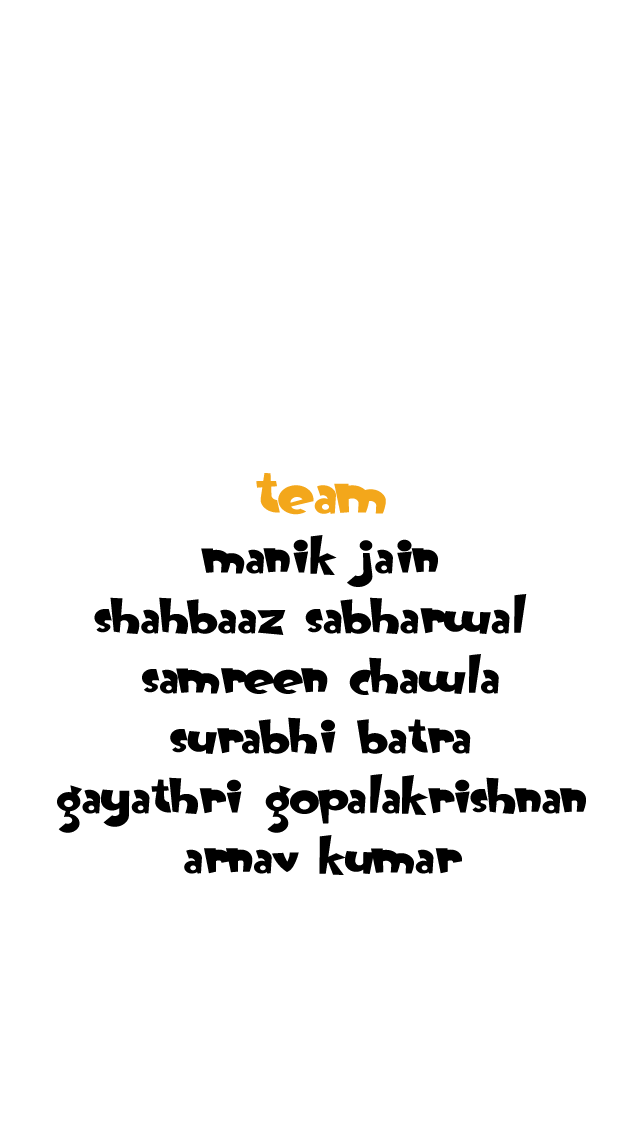 team
manik jain
shahbaaz sabharwal
samreen chawla
surabhi batra
gayathri gopalakrishnan
arnav kumar